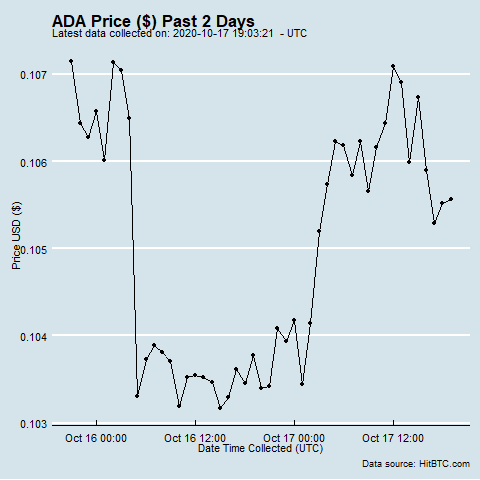 ADA Price ($) Past 2 Days
Latest data collected on: 2020-10-17 19:03:21 - UTC
0.107
0.106
0.105
0.104
0.103
Price USD ($)
Oct 16 00:00 Oct 16 12:00 Oct 17 00:00 Oct 17 12:00
Date Time Collected (UTC)
Data source: HitBTC.com